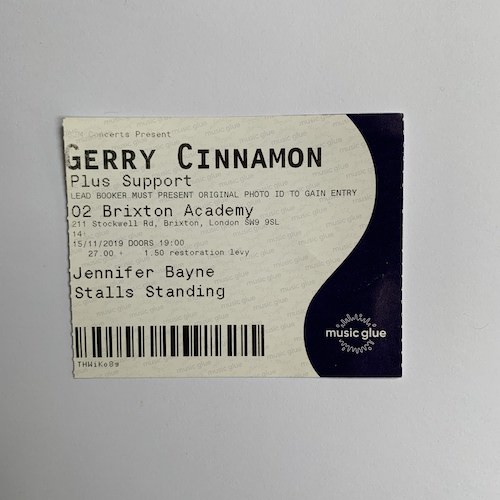 Concerts Present
GERRY CINNAMON
Plus Support
LEAD BOOKER MUST PRESENT ORIGINAL PHOTO ID TO GAIN ENTRY
O2 Brixton Academy
211 Stockwell Rd, Brixton, London SW9 9SL
14+
15/11/2019 DOORS 19:00
27.00 + 1.50 restoration levy
Jennifer Bayne
Stalls Standing
music glue